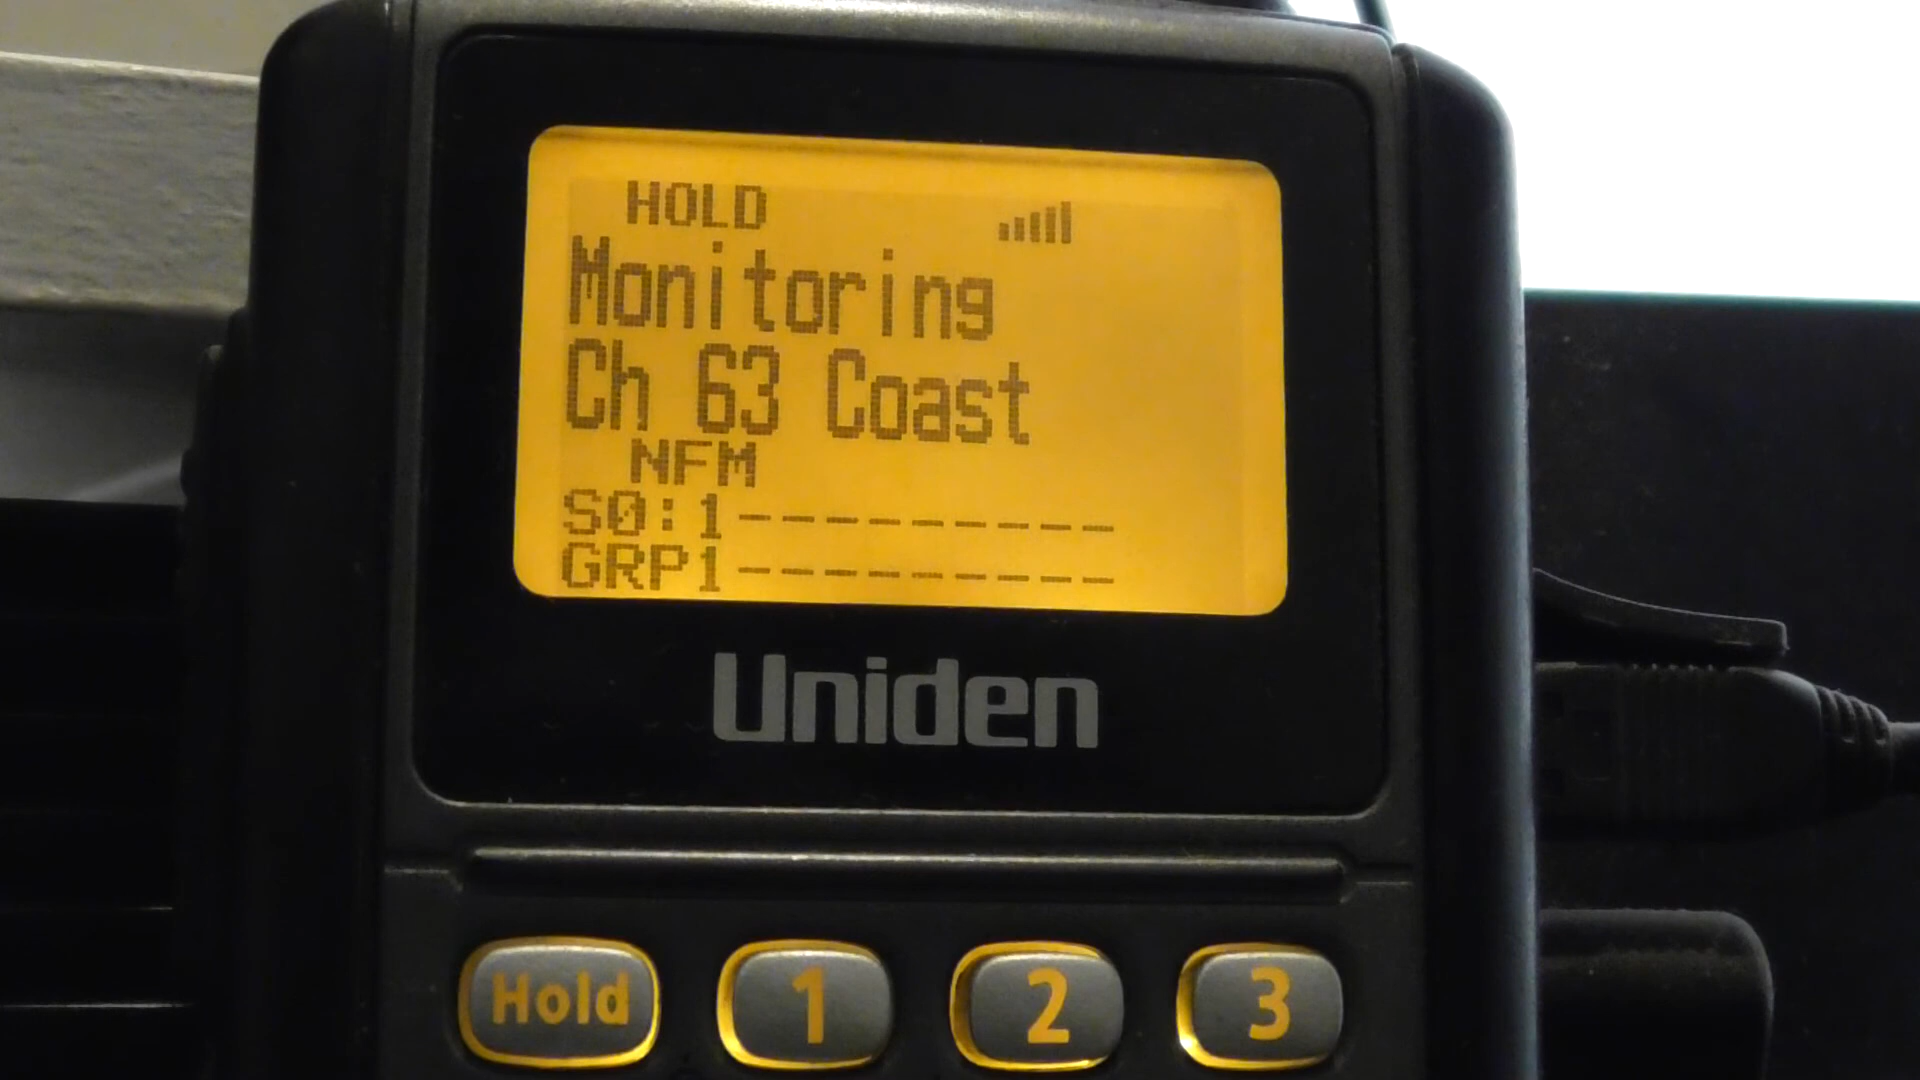 HOLD
Monitoring
Ch 63 Coast
NFM
S0:1---------
GRP1---------
Uniden
Hold 1 2 3